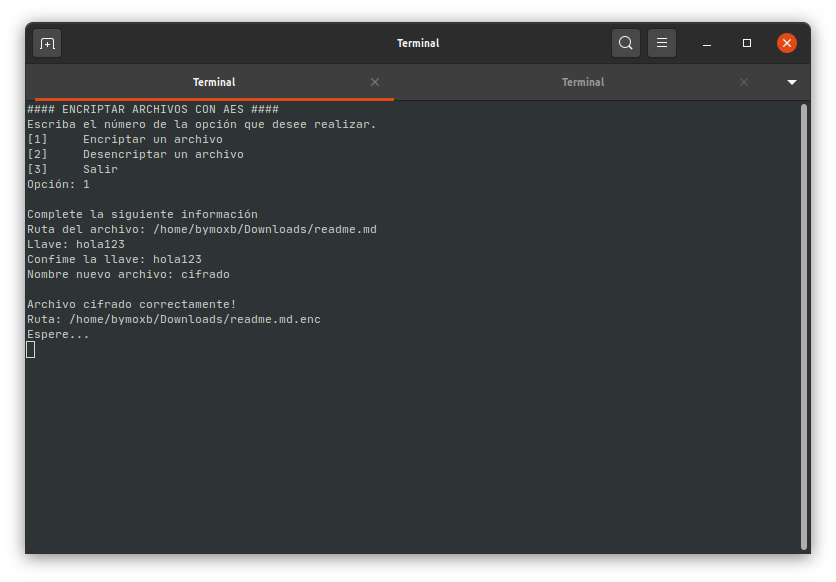 Terminal
Terminal
Terminal
#### ENCRIPTAR ARCHIVOS CON AES ####
Escriba el número de la opción que desee realizar.
[1]     Encriptar un archivo
[2]     Desencriptar un archivo
[3]     Salir
Opción: 1
Complete la siguiente información
Ruta del archivo: /home/bymoxb/Downloads/readme.md
Llave: hola123
Confime la llave: hola123
Nombre nuevo archivo: cifrado
Archivo cifrado correctamente!
Ruta: /home/bymoxb/Downloads/readme.md.enc
Espere...